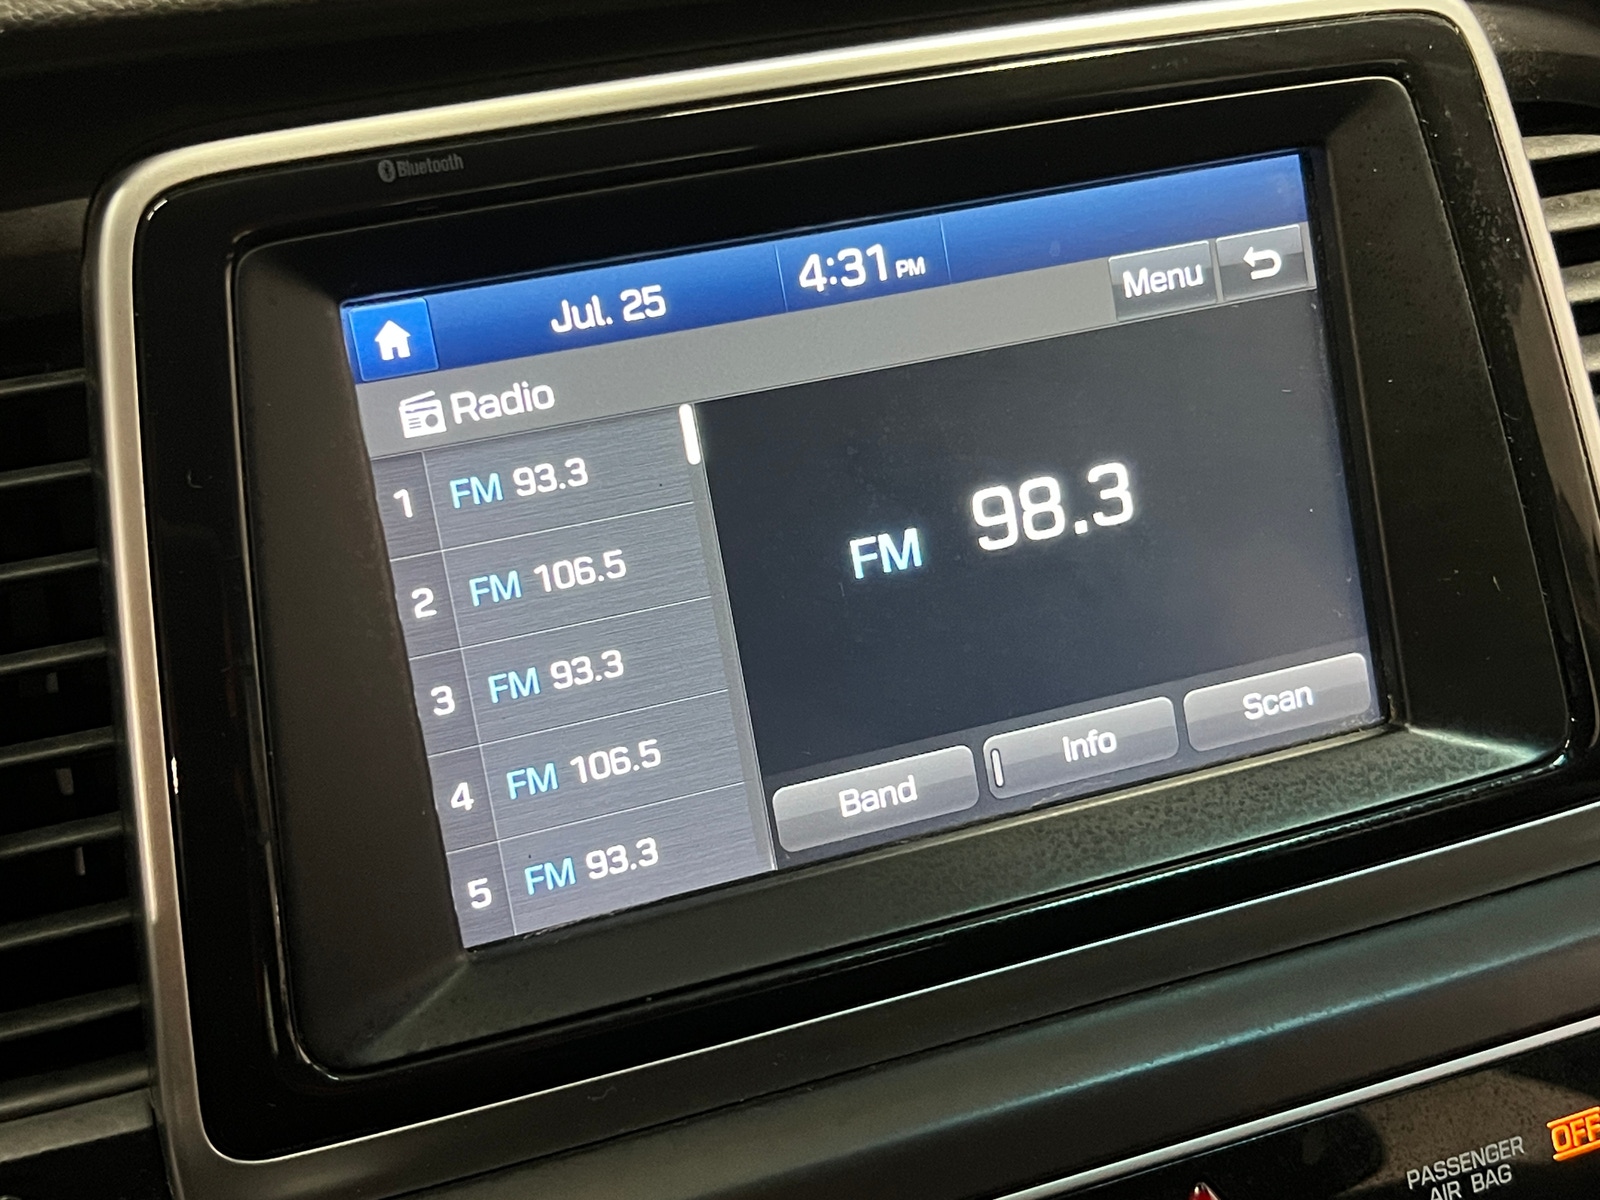 Bluetooth
Jul. 25
4:31 PM
Menu
Radio
1 FM 93.3
2 FM 106.5
3 FM 93.3
4 FM 106.5
5 FM 93.3
FM 98.3
Band
Info
Scan
PASSENGER
AIR BAG
OFF